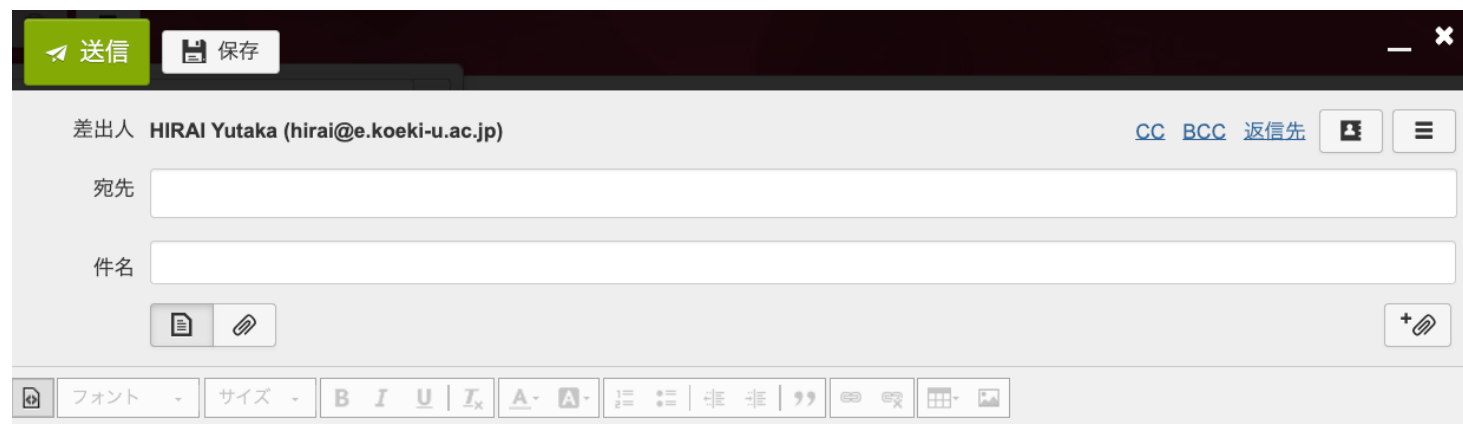 送信 保存
差出人 HIRAI Yutaka (hirai@e.koeki-u.ac.jp) CC BCC 返信先
宛先
件名
フォント サイズ B I U Tx A A